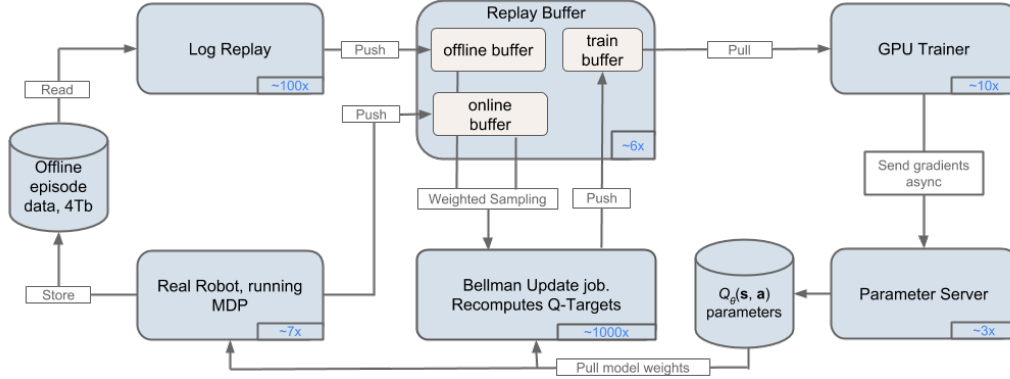 Log Replay
~100x
Push
Replay Buffer
offline buffer
train
buffer
online
buffer
~6x
Pull
GPU Trainer
~10x
Read
Push
Offline
episode
data, 4Tb
Weighted Sampling
Push
Send gradients
async
Store
Real Robot, running
MDP
~7x
Bellman Update job.
Recomputes Q-Targets
~1000x
Qθ(s, a)
parameters
Parameter Server
~3x
Pull model weights